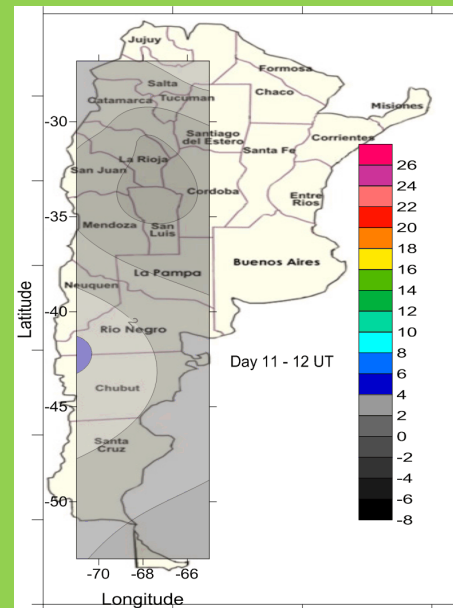 Jujuy
Salta
Formosa
Catamarca
Tucuman
Chaco
Misiones
-30
Santiago
del Estero
Corrientes
Santa Fe
La Rioja
San Juan
Cordoba
Entre
Rios
-35
Mendoza
San
Luis
Buenos Aires
La Pampa
Neuquen
Latitude
-40
Rio Negro
Day 11 - 12 UT
Chubut
-45
Santa
Cruz
-50
-70
-68
-66
Longitude
26
24
22
20
18
16
14
12
10
8
6
4
2
0
-2
-4
-6
-8